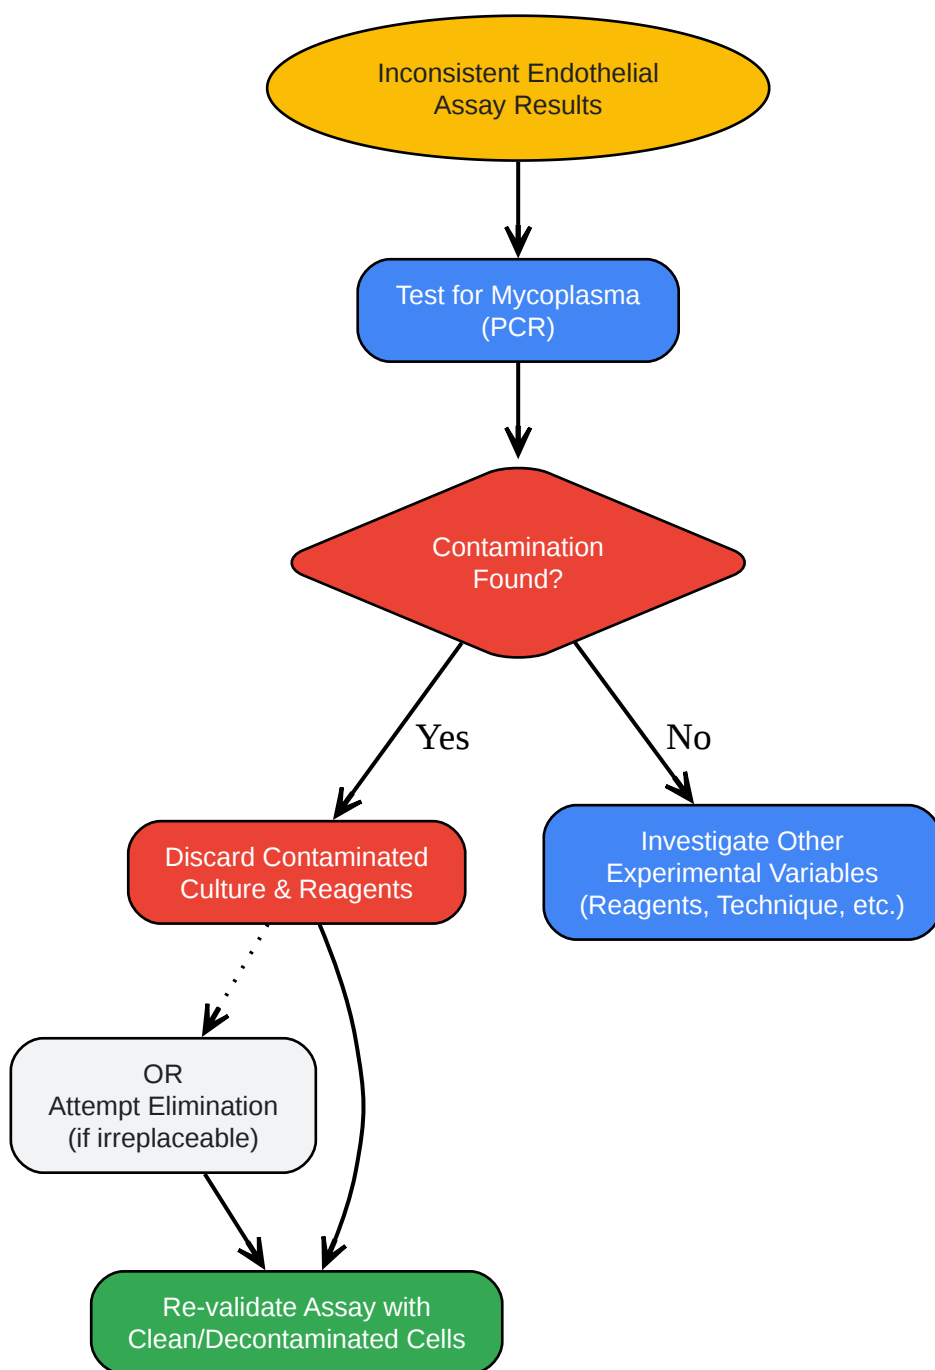 Inconsistent Endothelial
Assay Results
Test for Mycoplasma
(PCR)
Contamination
Found?
Yes
No
Discard Contaminated
Culture & Reagents
Investigate Other
Experimental Variables
(Reagents, Technique, etc.)
OR
Attempt Elimination
(if irreplaceable)
Re-validate Assay with
Clean/Decontaminated Cells